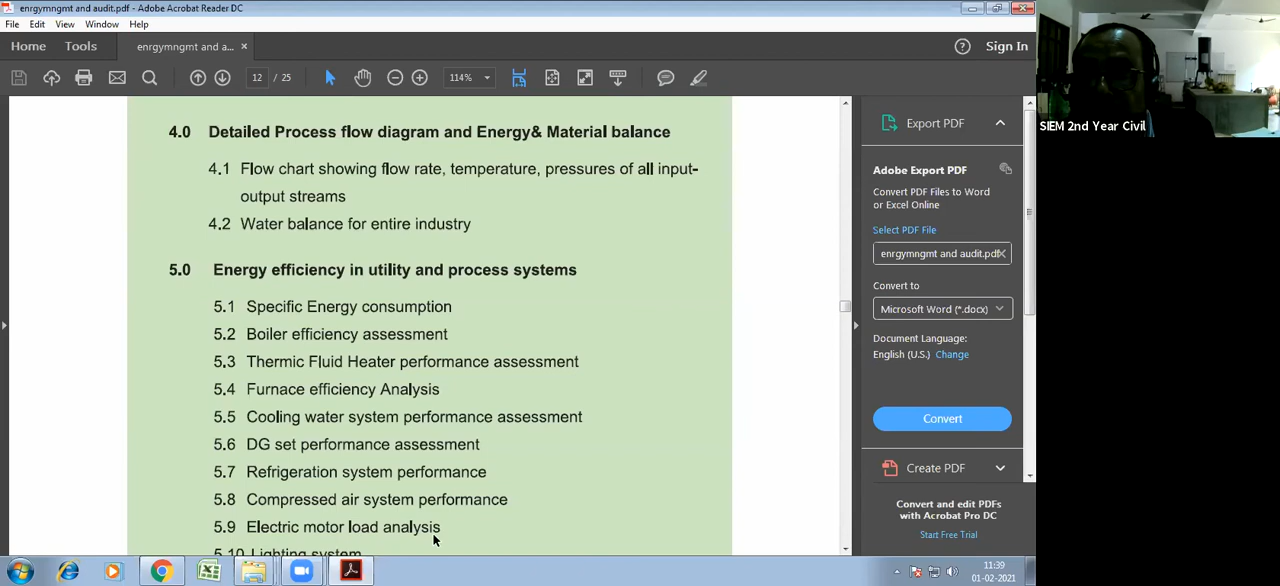 enrgymngmt and audit.pdf - Adobe Acrobat Reader DC
File Edit View Window Help
Home Tools enrgymngmt and a... ×
Sign In
12 / 25 114%
4.0 Detailed Process flow diagram and Energy& Material balance
4.1 Flow chart showing flow rate, temperature, pressures of all input-
output streams
4.2 Water balance for entire industry
5.0 Energy efficiency in utility and process systems
5.1 Specific Energy consumption
5.2 Boiler efficiency assessment
5.3 Thermic Fluid Heater performance assessment
5.4 Furnace efficiency Analysis
5.5 Cooling water system performance assessment
5.6 DG set performance assessment
5.7 Refrigeration system performance
5.8 Compressed air system performance
5.9 Electric motor load analysis
5.10 Lighting system
Export PDF
Adobe Export PDF
Convert PDF Files to Word
or Excel Online
Select PDF File
enrgymngmt and audit.pdf
Convert to
Microsoft Word (*.docx)
Document Language:
English (U.S.) Change
Convert
Create PDF
Convert and edit PDFs
with Acrobat Pro DC
Start Free Trial
SIEM 2nd Year Civil
11:39
01-02-2021